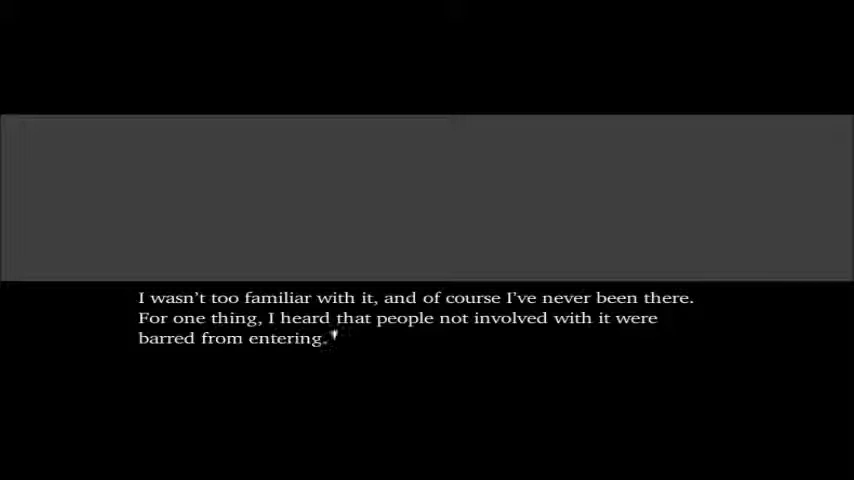 I wasn't too familiar with it, and of course I've never been there.
For one thing, I heard that people not involved with it were
barred from entering.